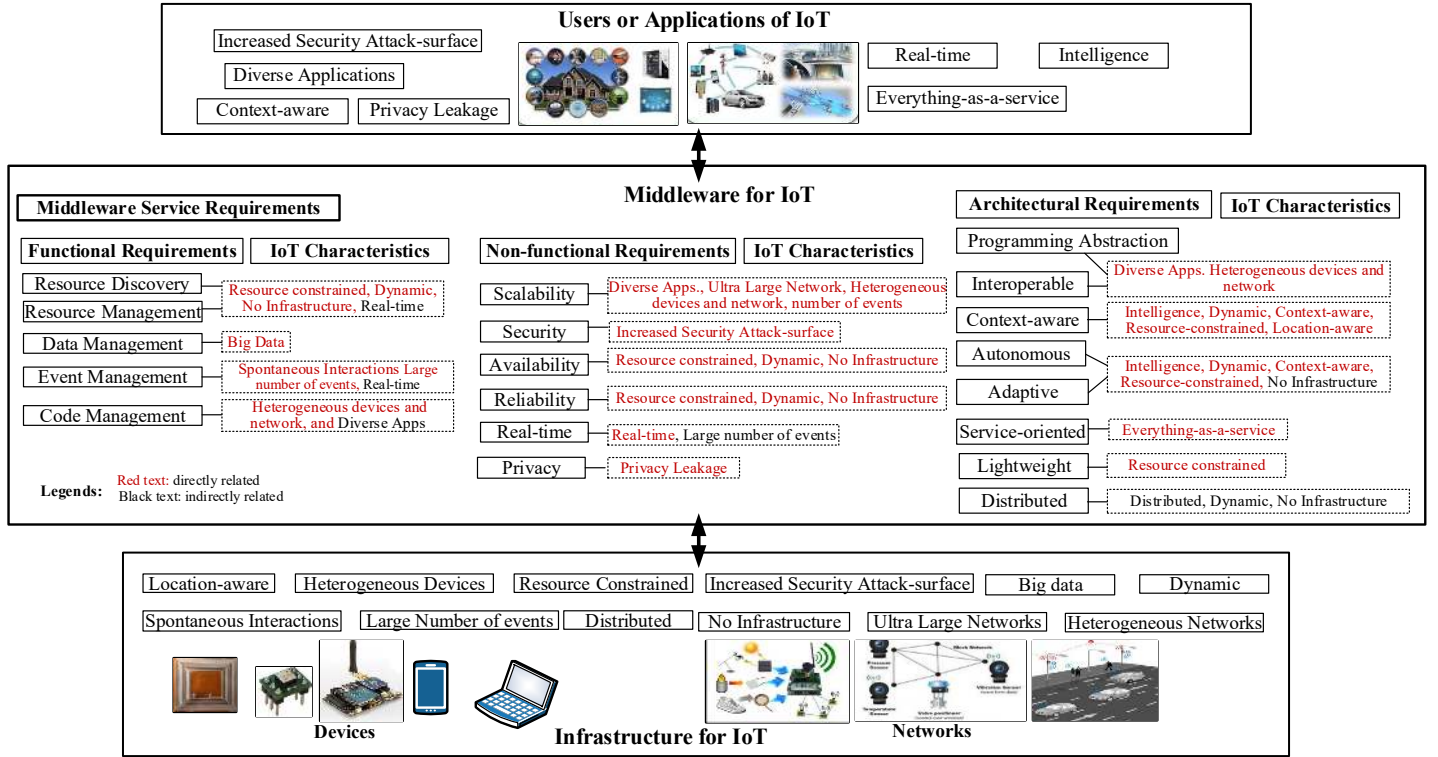 Users or Applications of IoT
Increased Security Attack-surface
Diverse Applications
Context-aware
Privacy Leakage
Real-time
Intelligence
Everything-as-a-service
Middleware for IoT
Middleware Service Requirements
Functional Requirements
IoT Characteristics
Resource Discovery
Resource Management
Resource constrained, Dynamic,
No Infrastructure, Real-time
Data Management
Big Data
Event Management
Spontaneous Interactions Large
number of events, Real-time
Code Management
Heterogeneous devices and
network, and Diverse Apps
Legends:
Red text: directly related
Black text: indirectly related
Non-functional Requirements
IoT Characteristics
Scalability
Diverse Apps., Ultra Large Network, Heterogeneous
devices and network, number of events
Security
Increased Security Attack-surface
Availability
Resource constrained, Dynamic, No Infrastructure
Reliability
Resource constrained, Dynamic, No Infrastructure
Real-time
Real-time, Large number of events
Privacy
Privacy Leakage
Architectural Requirements
IoT Characteristics
Programming Abstraction
Interoperable
Diverse Apps. Heterogeneous devices and
network
Context-aware
Intelligence, Dynamic, Context-aware,
Resource-constrained, Location-aware
Autonomous
Adaptive
Intelligence, Dynamic, Context-aware,
Resource-constrained, No Infrastructure
Service-oriented
Everything-as-a-service
Lightweight
Resource constrained
Distributed
Distributed, Dynamic, No Infrastructure
Location-aware
Heterogeneous Devices
Resource Constrained
Increased Security Attack-surface
Big data
Dynamic
Spontaneous Interactions
Large Number of events
Distributed
No Infrastructure
Ultra Large Networks
Heterogeneous Networks
Mesh Network
Pressure
Sensor
Vibration Sensor
Temperature
Sensor
Devices
Networks
Infrastructure for IoT